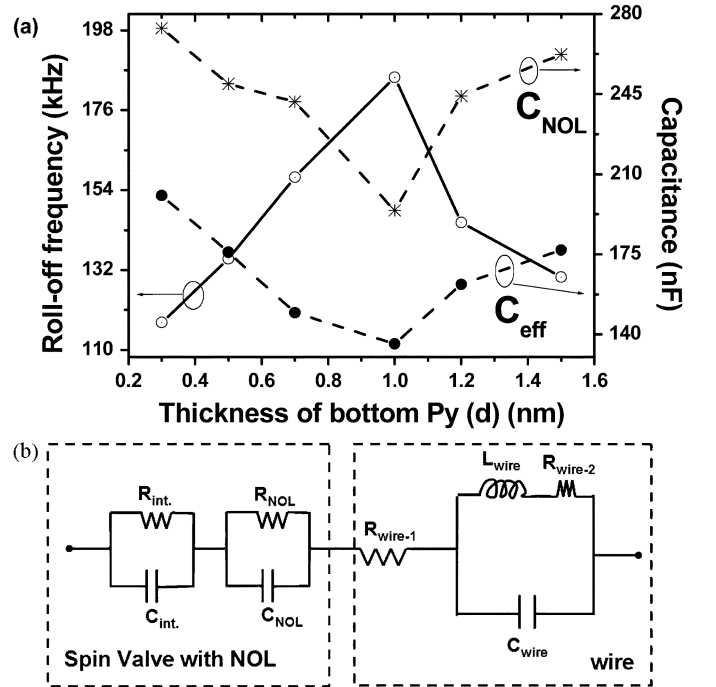 (a)
Roll-off frequency (kHz)
198
176
154
132
110
280
245
210
175
140
Capacitance (nF)
C_NOL
C_eff
0.2 0.4 0.6 0.8 1.0 1.2 1.4 1.6
Thickness of bottom Py (d) (nm)
(b)
L_wire R_wire-2
R_int. R_NOL R_wire-1
C_int. C_NOL C_wire
Spin Valve with NOL wire